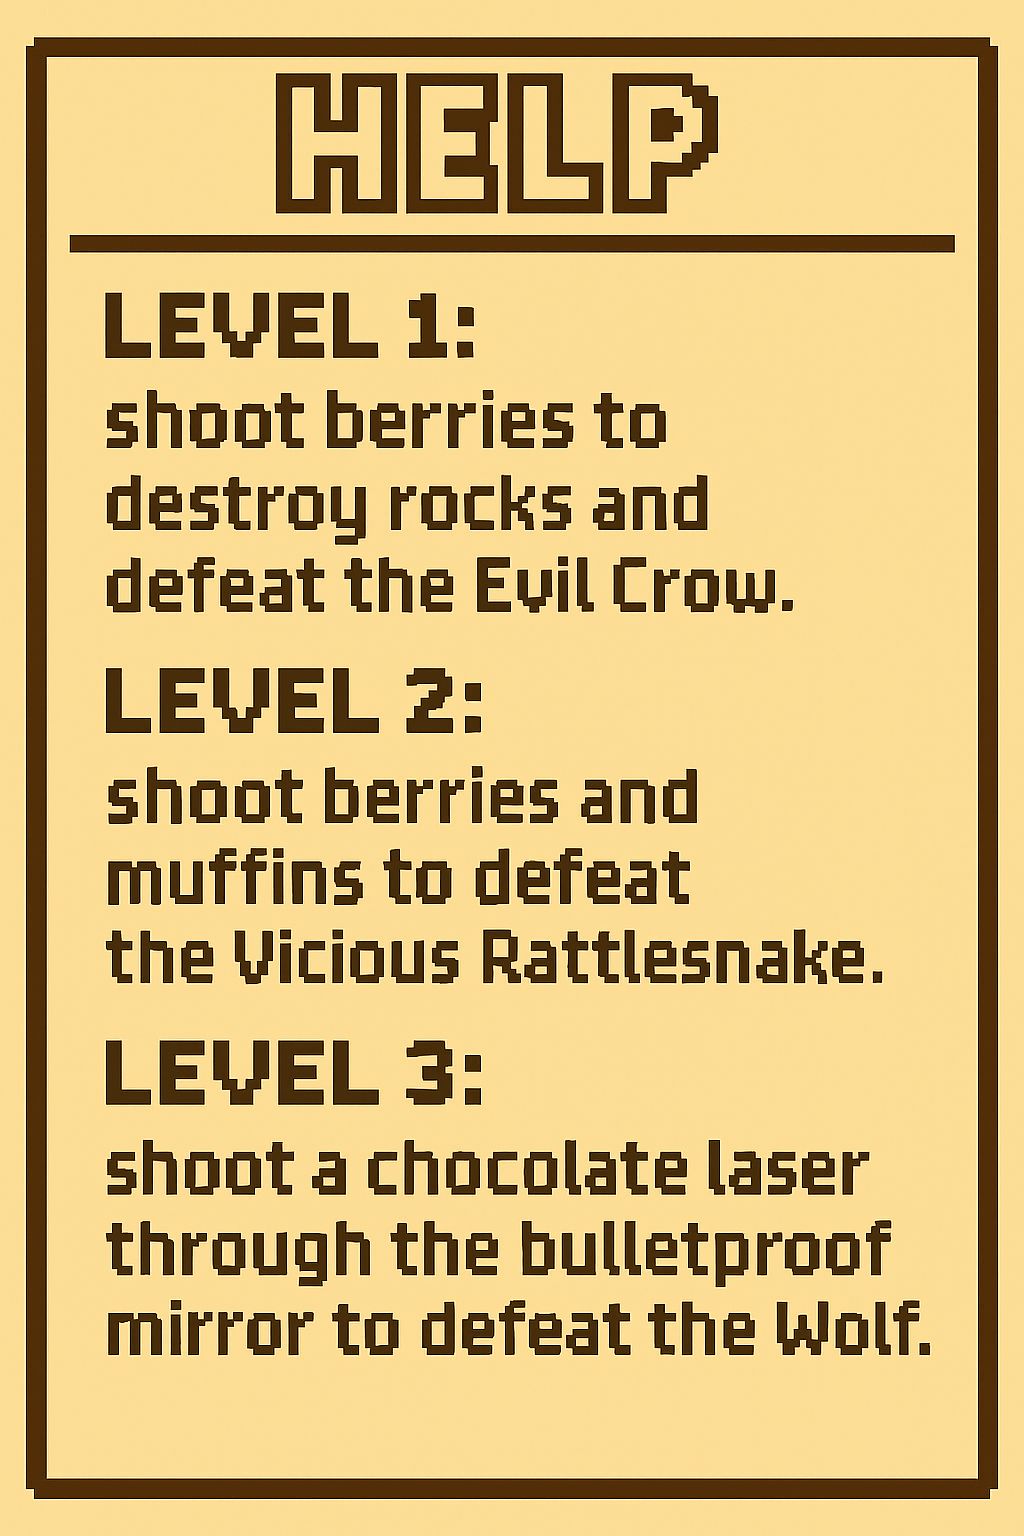 HELP
LEVEL 1:
shoot berries to
destroy rocks and
defeat the Evil Crow.
LEVEL 2:
shoot berries and
muffins to defeat
the Vicious Rattlesnake.
LEVEL 3:
shoot a chocolate laser
through the bulletproof
mirror to defeat the Wolf.